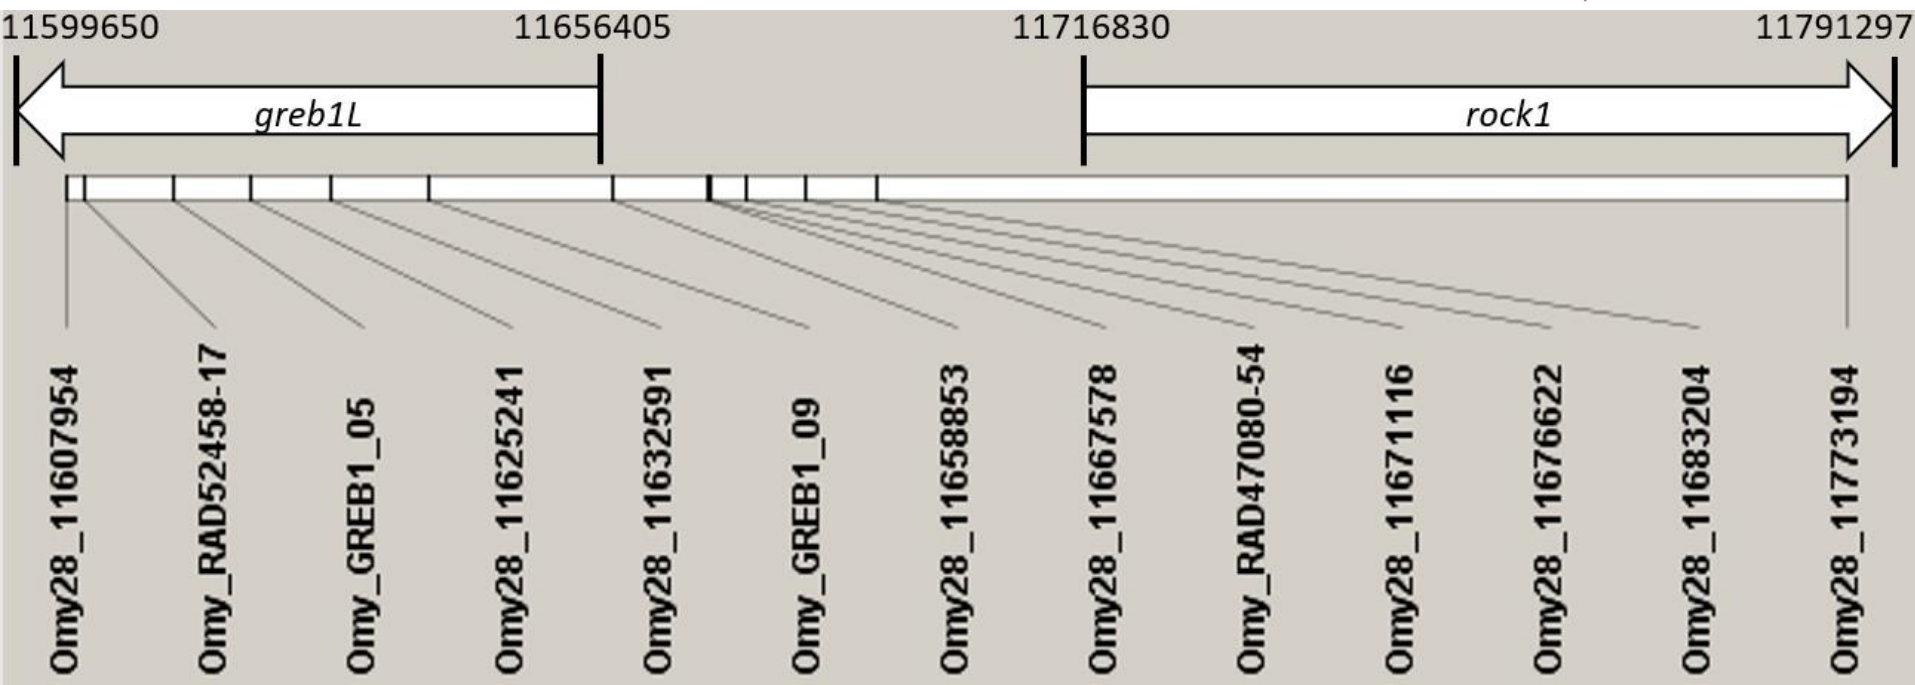 11599650
11656405
11716830
11791297
greb1L
rock1
Omy28_11607954
Omy_RAD52458-17
Omy_GREB1_05
Omy28_11625241
Omy28_11632591
Omy_GREB1_09
Omy28_11658853
Omy28_11667578
Omy_RAD47080-54
Omy28_11671116
Omy28_11676622
Omy28_11683204
Omy28_11773194